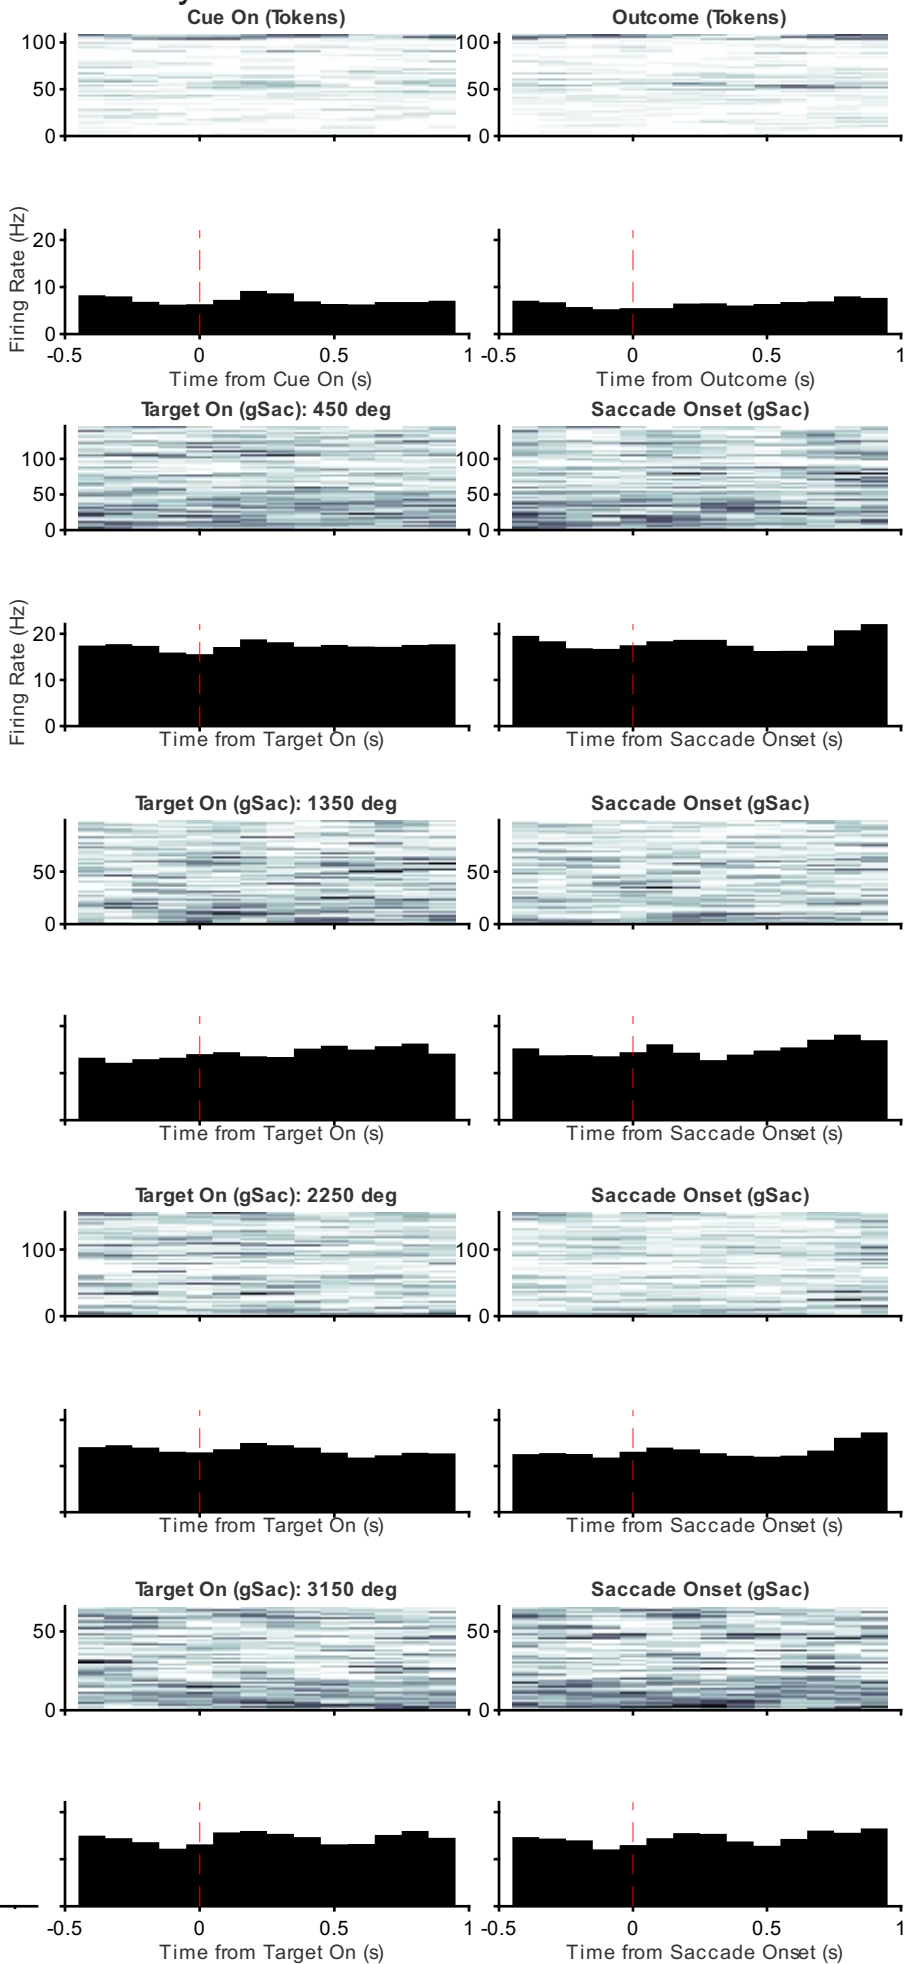 Cue On (Tokens) Outcome (Tokens)
100 100
50 50
0 0
Firing Rate (Hz)
20
10
0
-0.5 0 0.5 1 -0.5 0 0.5 1
Time from Cue On (s) Time from Outcome (s)
Target On (gSac): 450 deg Saccade Onset (gSac)
100 100
50 50
0 0
Firing Rate (Hz)
20
10
0
Time from Target On (s) Time from Saccade Onset (s)
Target On (gSac): 1350 deg Saccade Onset (gSac)
50 50
0 0
Time from Target On (s) Time from Saccade Onset (s)
Target On (gSac): 2250 deg Saccade Onset (gSac)
100 100
0 0
Time from Target On (s) Time from Saccade Onset (s)
Target On (gSac): 3150 deg Saccade Onset (gSac)
50 50
0 0
-0.5 0 0.5 1 -0.5 0 0.5 1
Time from Target On (s) Time from Saccade Onset (s)